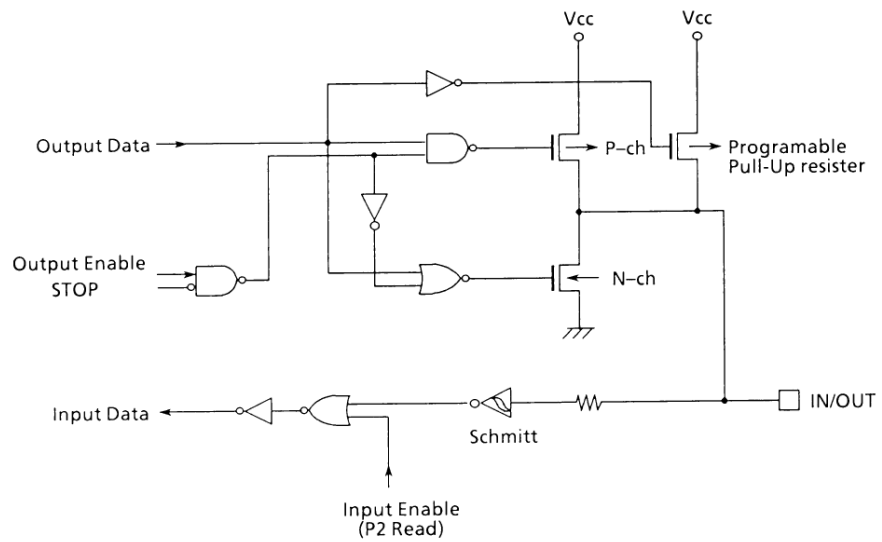 Vcc
Vcc
Output Data
P-ch
Programable
Pull-Up resister
Output Enable
STOP
N-ch
Input Data
IN/OUT
Schmitt
Input Enable
(P2 Read)